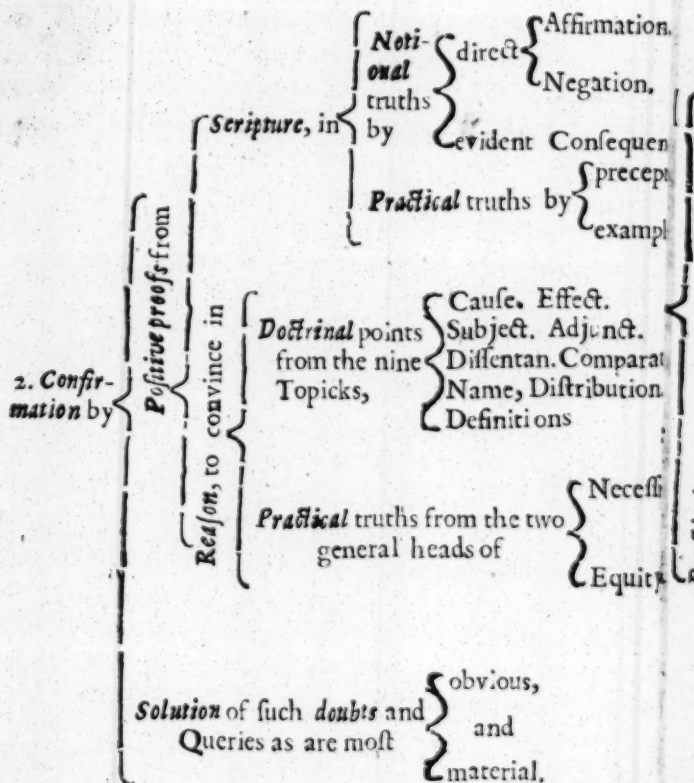 2. Confir-
mation by
Poſitive proofs from
Scripture, in
Noti-
onal
truths
by
direct
Affirmation.
Negation.
evident Conſequen
Practical truths by
precept
exampl
Reaſon, to convince in
Doctrinal points
from the nine
Topicks,
Cauſe. Effect.
Subject. Adjunct.
Diſſentan. Comparat
Name, Diſtribution
Definitions
Practical truths from the two
general heads of
Neceſſi
Equity
Solution of ſuch doubts and
Queries as are moſt
obvious,
and
material.